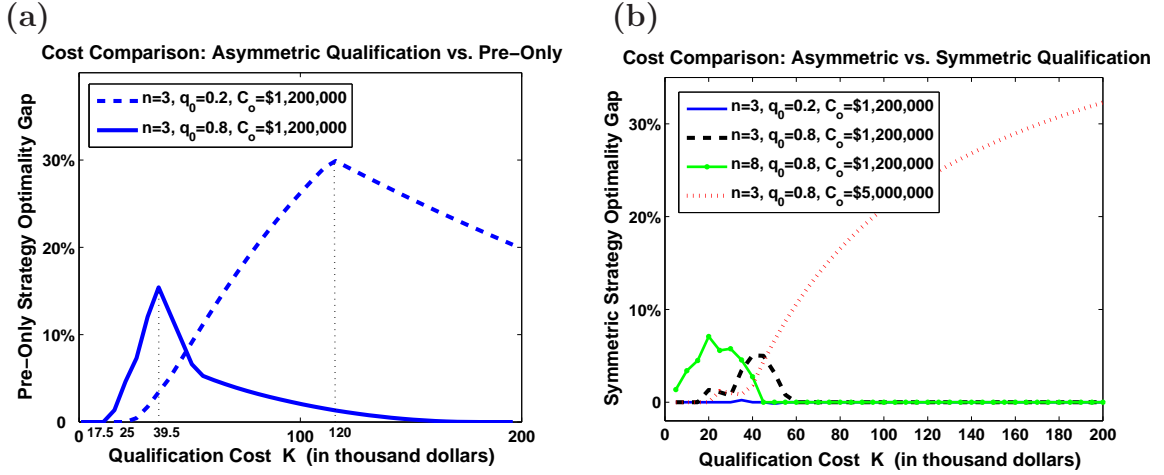 (a)
Cost Comparison: Asymmetric Qualification vs. Pre−Only
n=3, q0=0.2, Co=$1,200,000
n=3, q0=0.8, Co=$1,200,000
Pre−Only Strategy Optimality Gap
30%
20%
10%
0
0 17.5 25 39.5 100 120 200
Qualification Cost K (in thousand dollars)
(b)
Cost Comparison: Asymmetric vs. Symmetric Qualification
n=3, q0=0.2, Co=$1,200,000
n=3, q0=0.8, Co=$1,200,000
n=8, q0=0.8, Co=$1,200,000
n=3, q0=0.8, Co=$5,000,000
Symmetric Strategy Optimality Gap
30%
20%
10%
0
0 20 40 60 80 100 120 140 160 180 200
Qualification Cost K (in thousand dollars)